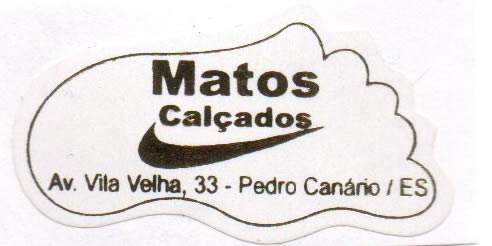 Matos
Calçados
Av. Vila Velha, 33 - Pedro Canário / ES